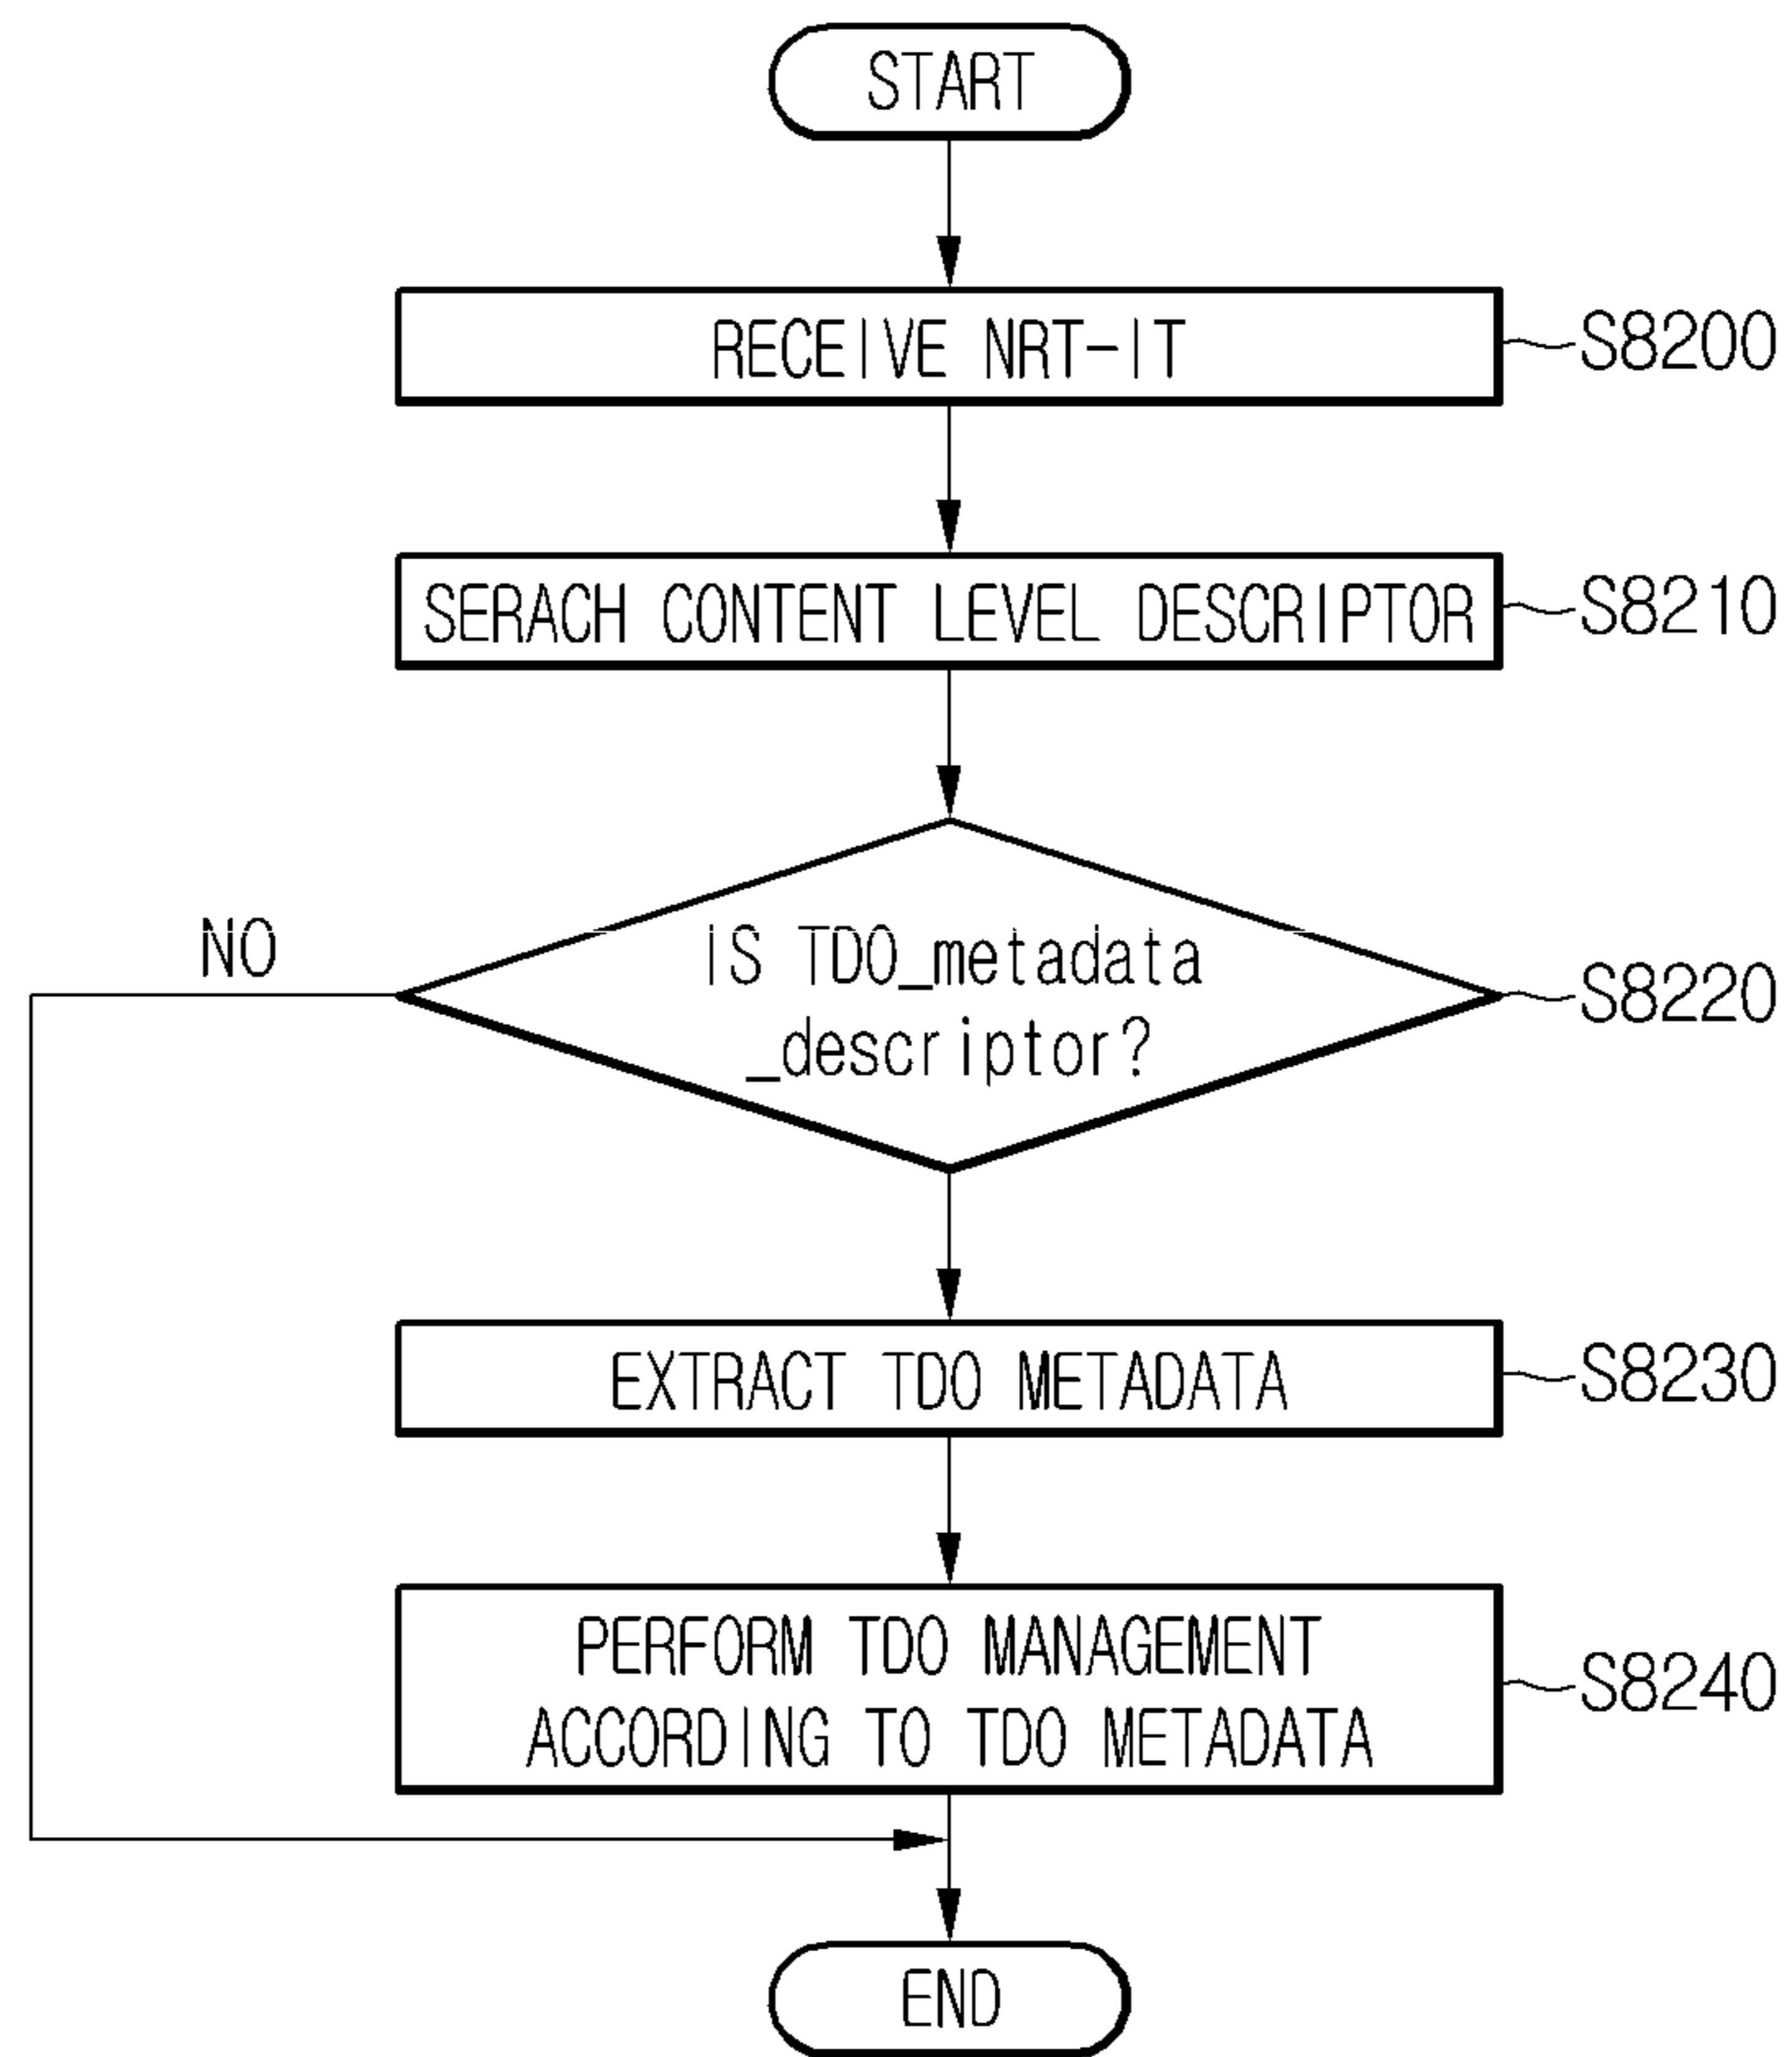 START
RECEIVE NRT-IT
S8200
SERACH CONTENT LEVEL DESCRIPTOR
S8210
NO
IS TDO_metadata
_descriptor?
S8220
EXTRACT TDO METADATA
S8230
PERFORM TDO MANAGEMENT
ACCORDING TO TDO METADATA
S8240
END